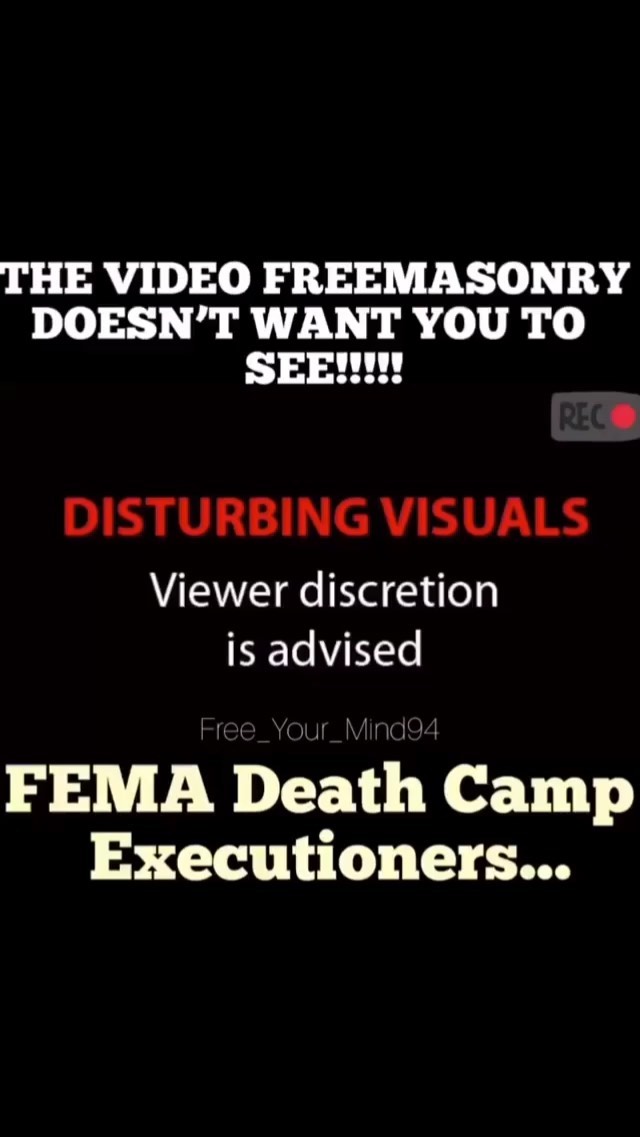 THE VIDEO FREEMASONRY
DOESN’T WANT YOU TO
SEE!!!!!
REC
DISTURBING VISUALS
Viewer discretion
is advised
Free_Your_Mind94
FEMA Death Camp
Executioners...